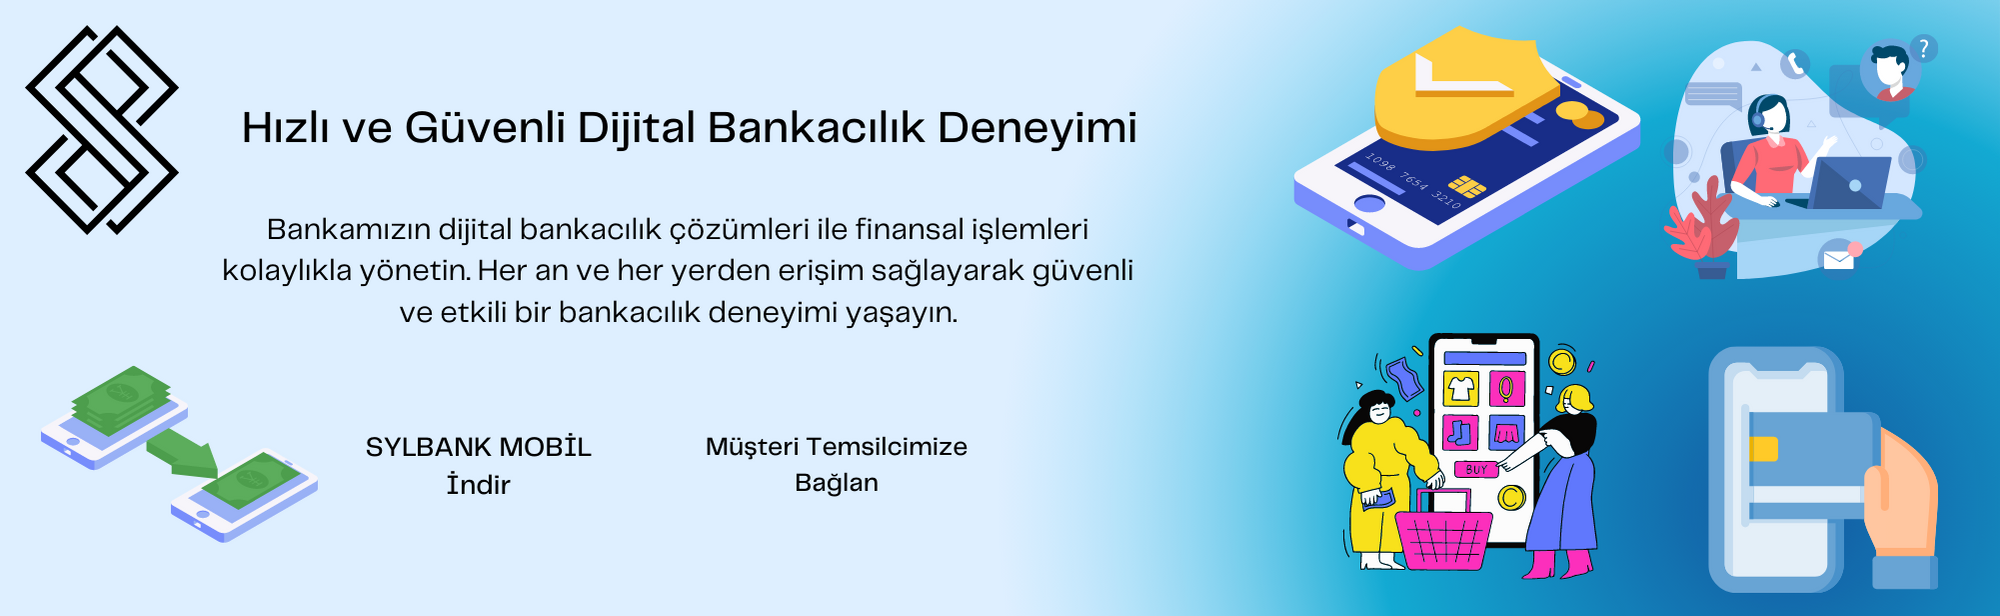 Hızlı ve Güvenli Dijital Bankacılık Deneyimi
Bankamızın dijital bankacılık çözümleri ile finansal işlemleri
kolaylıkla yönetin. Her an ve her yerden erişim sağlayarak güvenli
ve etkili bir bankacılık deneyimi yaşayın.
SYLBANK MOBİL
İndir
Müşteri Temsilcimize
Bağlan
1098 7654 3210
?
BUY
C